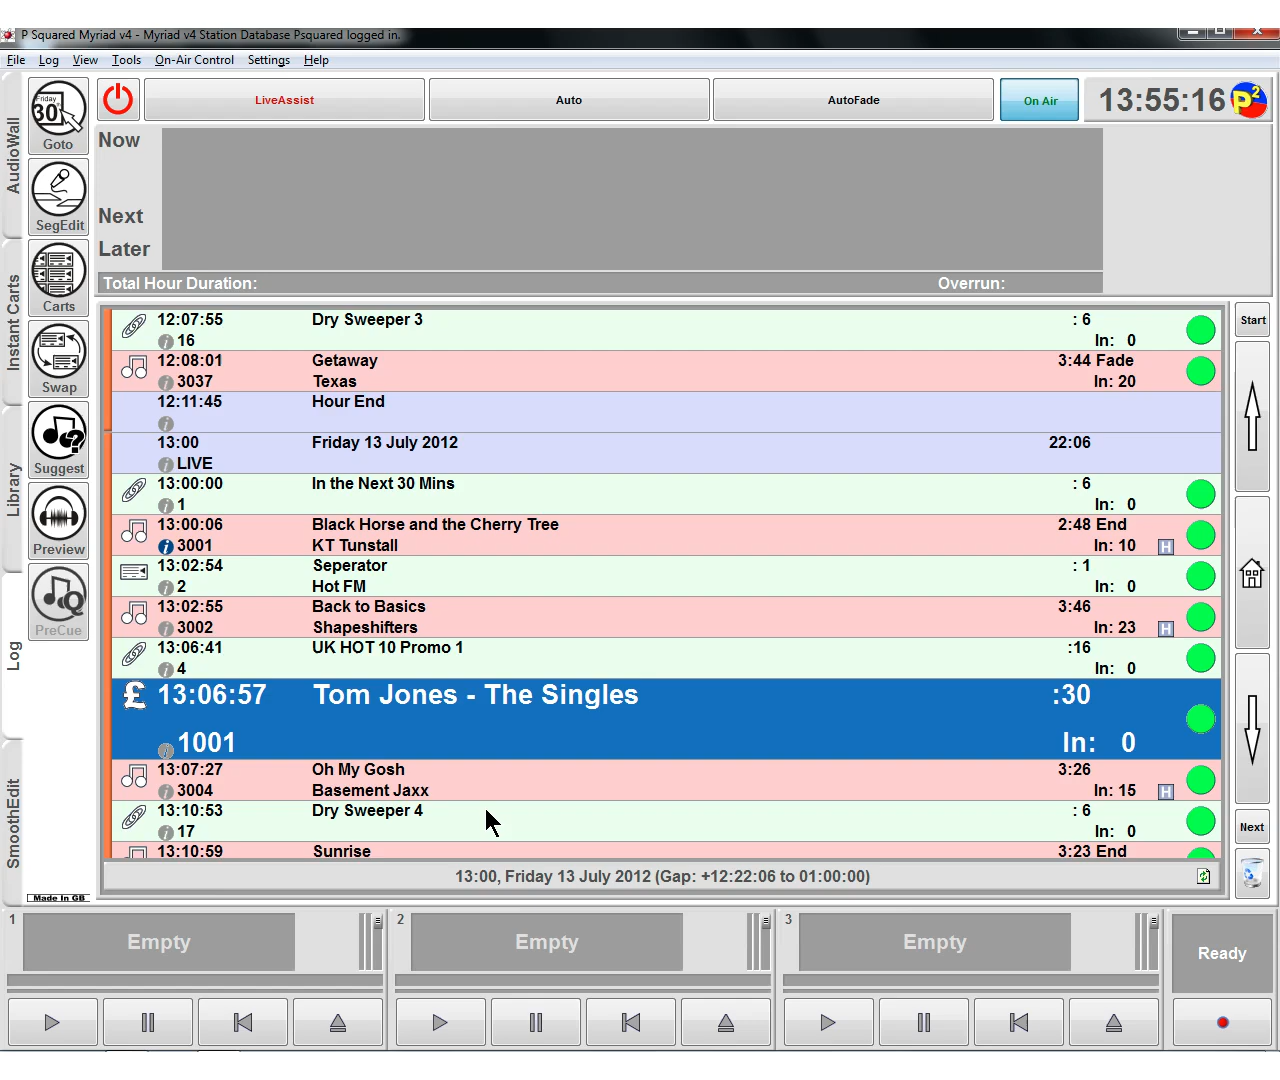 P Squared Myriad v4 - Myriad v4 Station Database Psquared logged in.
File Log View Tools On-Air Control Settings Help
AudioWall
Instant Carts
Library
Log
SmoothEdit
Friday
30
Goto
SegEdit
Carts
Swap
Suggest
Preview
PreCue
Made In GB
LiveAssist Auto AutoFade On Air 13:55:16 P2
Now
Next
Later
Total Hour Duration: Overrun:
12:07:55 Dry Sweeper 3 : 6
16 In: 0
12:08:01 Getaway 3:44 Fade
3037 Texas In: 20
12:11:45 Hour End
13:00 Friday 13 July 2012 22:06
LIVE
13:00:00 In the Next 30 Mins : 6
1 In: 0
13:00:06 Black Horse and the Cherry Tree 2:48 End
3001 KT Tunstall In: 10 H
13:02:54 Seperator : 1
2 Hot FM In: 0
13:02:55 Back to Basics 3:46
3002 Shapeshifters In: 23 H
13:06:41 UK HOT 10 Promo 1 :16
4 In: 0
£ 13:06:57 Tom Jones - The Singles :30
1001 In: 0
13:07:27 Oh My Gosh 3:26
3004 Basement Jaxx In: 15 H
13:10:53 Dry Sweeper 4 : 6
17 In: 0
13:10:59 Sunrise 3:23 End
13:00, Friday 13 July 2012 (Gap: +12:22:06 to 01:00:00)
Start
Next
1 Empty 2 Empty 3 Empty Ready